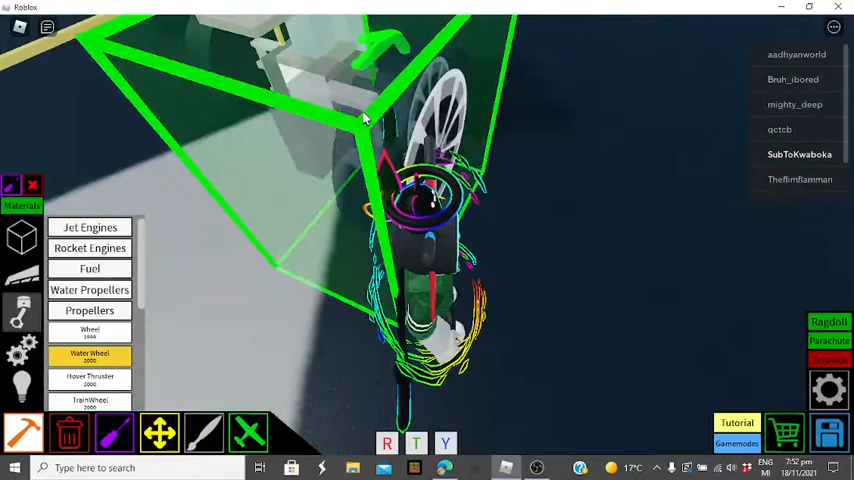 Roblox
aadhyanworld
Bruh_ibored
mighty_deep
qctcb
SubToKwaboka
Theflimflamman
Materials
Jet Engines
Rocket Engines
Fuel
Water Propellers
Propellers
Wheel
1999
Water Wheel
2000
Hover Thruster
2000
TrainWheel
2000
Ragdoll
Parachute
Jetpack
Tutorial
Gamemodes
R T Y
Type here to search
17°C
ENG
MI
7:52 pm
18/11/2021